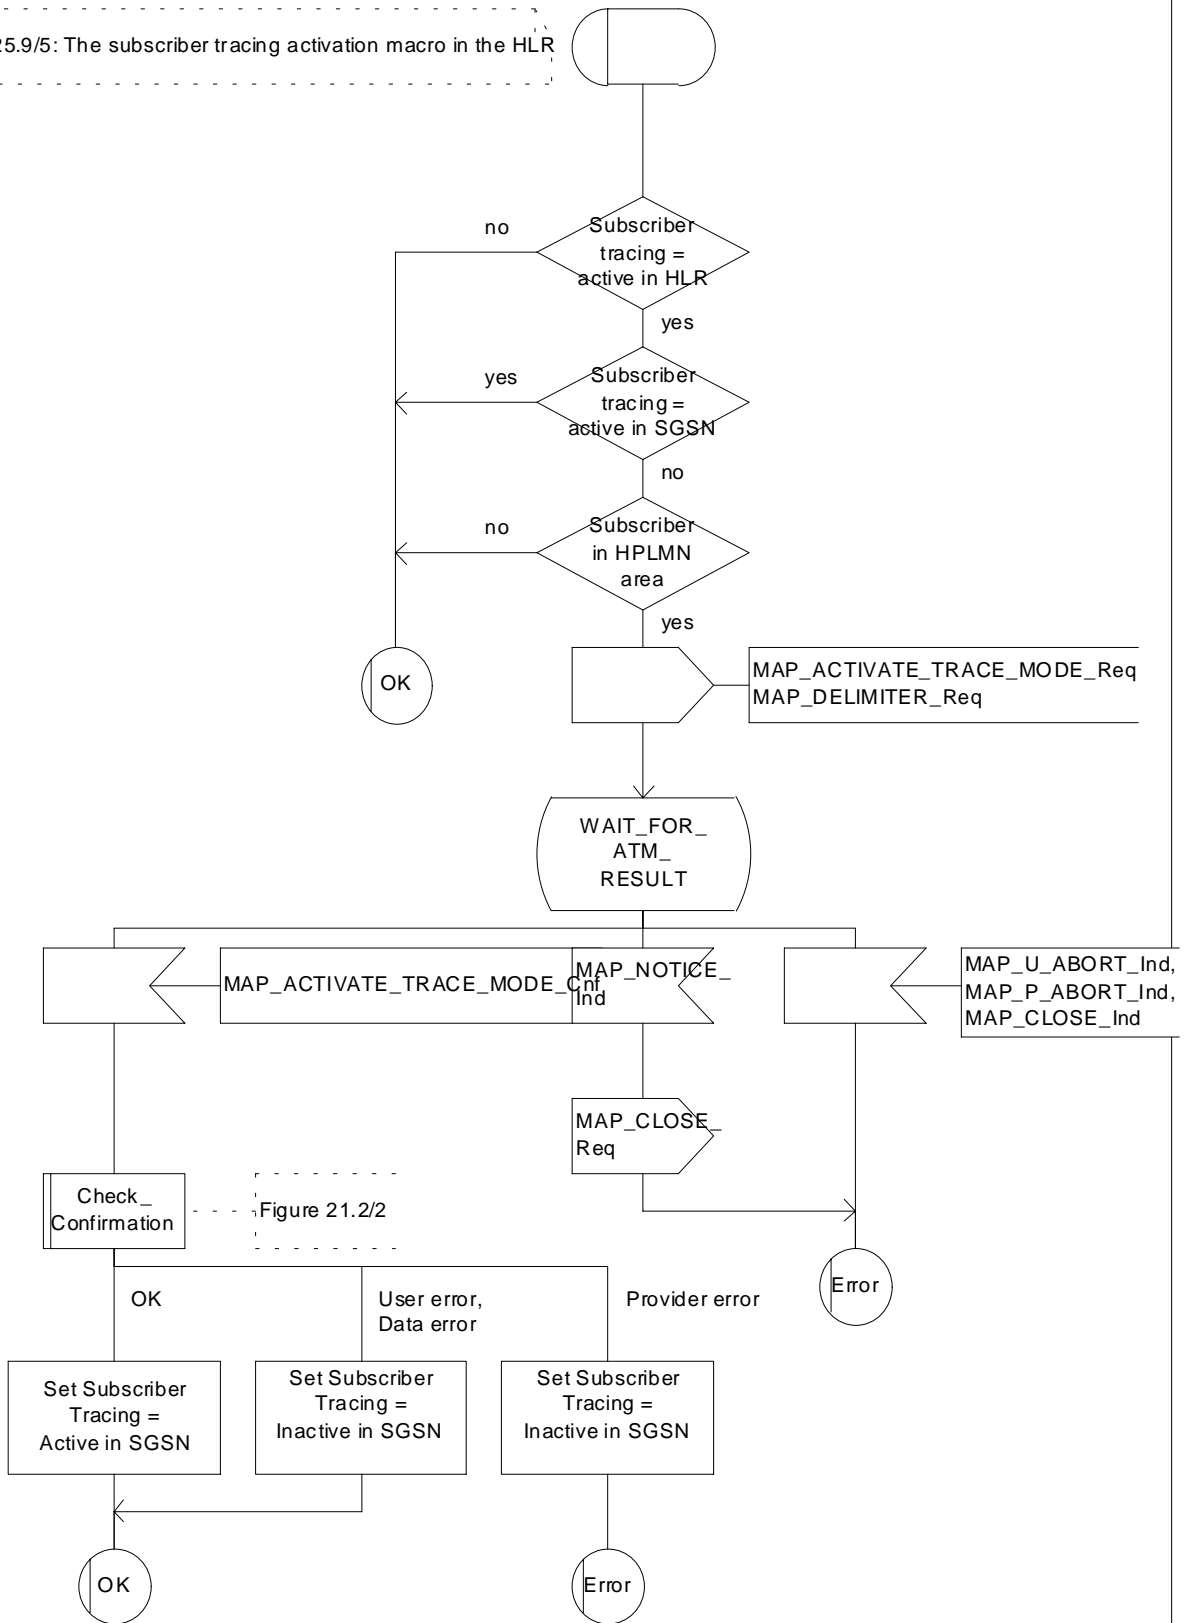 25.9/5: The subscriber tracing activation macro in the HLR
no
Subscriber
tracing =
active in HLR
yes
yes
Subscriber
tracing =
active in SGSN
no
no
Subscriber
in HPLMN
area
yes
OK
MAP_ACTIVATE_TRACE_MODE_Req
MAP_DELIMITER_Req
WAIT_FOR_
ATM_
RESULT
MAP_ACTIVATE_TRACE_MODE_Cnf
MAP_NOTICE_
Ind
MAP_U_ABORT_Ind,
MAP_P_ABORT_Ind,
MAP_CLOSE_Ind
MAP_CLOSE_
Req
Check_
Confirmation
Figure 21.2/2
Error
OK
User error,
Data error
Provider error
Set Subscriber
Tracing =
Active in SGSN
Set Subscriber
Tracing =
Inactive in SGSN
Set Subscriber
Tracing =
Inactive in SGSN
OK
Error